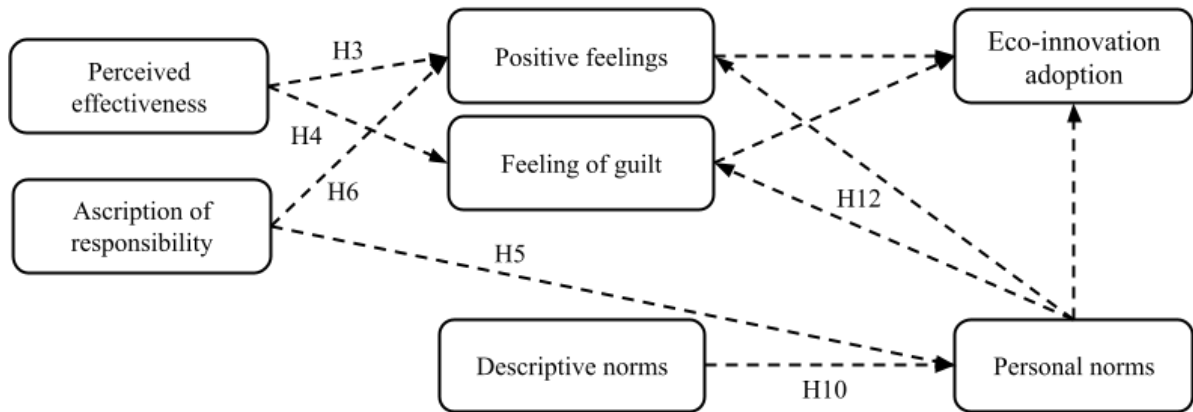 Perceived
effectiveness
H3
Positive feelings
Eco-innovation
adoption
H4
Feeling of guilt
Ascription of
responsibility
H6
H12
H5
Descriptive norms
H10
Personal norms